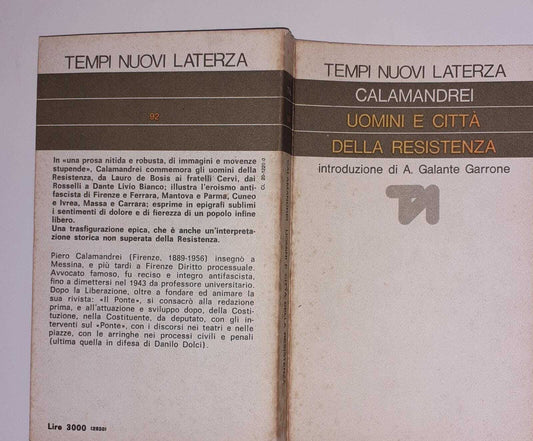 TEMPI NUOVI LATERZA
92
In «una prosa nitida e robusta, di immagini e movenze
stupende», Calamandrei commemora gli uomini della
Resistenza, da Lauro de Bosis ai fratelli Cervi, dai
Rosselli a Dante Livio Bianco; illustra l'eroismo anti-
fascista di Firenze e Ferrara, Mantova e Parma, Cuneo
e Ivrea, Massa e Carrara; esprime in epigrafi sublimi
i sentimenti di dolore e di fierezza di un popolo infine
libero.
Una trasfigurazione epica, che è anche un'interpreta-
zione storica non superata della Resistenza.
Piero Calamandrei (Firenze, 1889-1956) insegnò a
Messina, e più tardi a Firenze Diritto processuale.
Avvocato famoso, fu reciso e integro antifascista,
fino a dimettersi nel 1943 da professore universitario.
Dopo la Liberazione, oltre a fondare ed animare la
sua rivista: «Il Ponte», si consacrò alla redazione
prima, e all'attuazione e sviluppo dopo, della Costi-
tuzione, nella Costituente, da deputato, con gli in-
terventi sul «Ponte», con i discorsi nei teatri e nelle
piazze, con le arringhe nei processi civili e penali
(ultima quella in difesa di Danilo Dolci).
Lire 3000 (2830)
TEMPI NUOVI LATERZA
CALAMANDREI
UOMINI E CITTÀ
DELLA RESISTENZA
introduzione di A. Galante Garrone